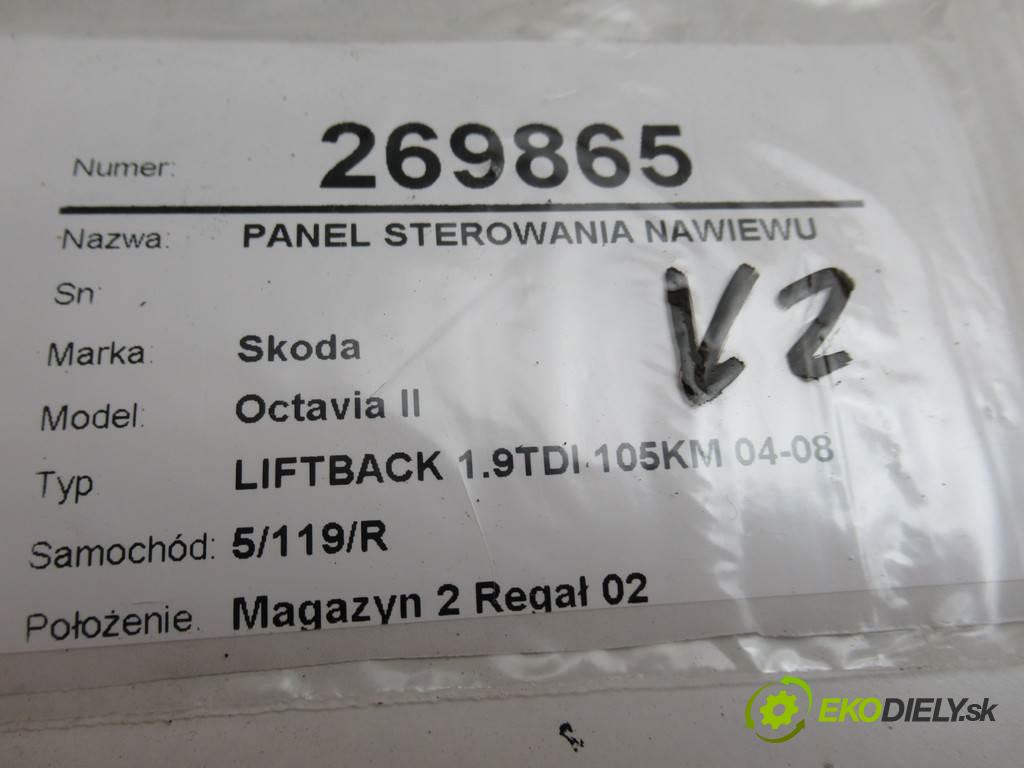 Numer: 269865
Nazwa: PANEL STEROWANIA NAWIEWU
Sn:
V2
Marka: Skoda
Model: Octavia II
Typ LIFTBACK 1.9TDI 105KM 04-08
Samochód: 5/119/R
Położenie. Magazyn 2 Regał 02
EKODIELY.sk